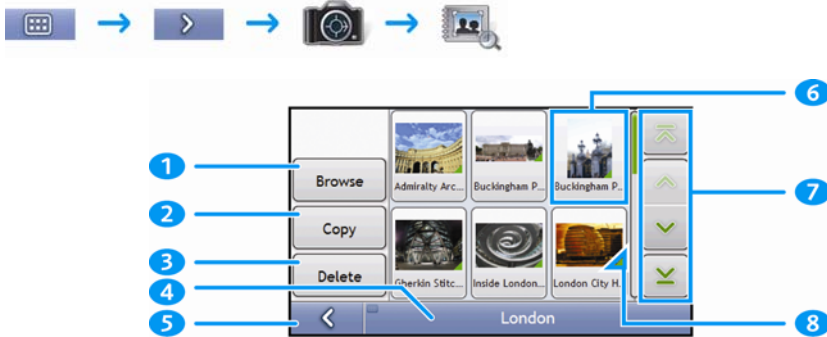 6
1
Browse
Admiralty Arc...
Buckingham P...
Buckingham P...
7
2
Copy
3
Delete
Gherkin Stitc...
Inside London...
London City H...
4
5
London
8